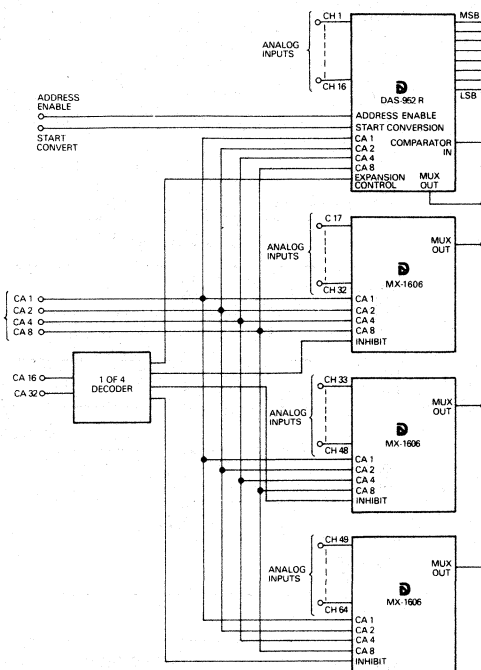 CH 1
MSB
ANALOG
INPUTS
CH 16
DAS-952 R
LSB
ADDRESS
ENABLE
START
CONVERT
ADDRESS ENABLE
START CONVERSION
CA 1
CA 2
CA 4
CA 8
EXPANSION
CONTROL
COMPARATOR
IN
MUX
OUT
C 17
ANALOG
INPUTS
CH 32
MUX
OUT
MX-1606
CA 1
CA 2
CA 4
CA 8
INHIBIT
CA 1
CA 2
CA 4
CA 8
CA 16
CA 32
1 OF 4
DECODER
CH 33
ANALOG
INPUTS
CH 48
MUX
OUT
MX-1606
CA 1
CA 2
CA 4
CA 8
INHIBIT
CH 49
ANALOG
INPUTS
CH 64
MUX
OUT
MX-1606
CA 1
CA 2
CA 4
CA 8
INHIBIT